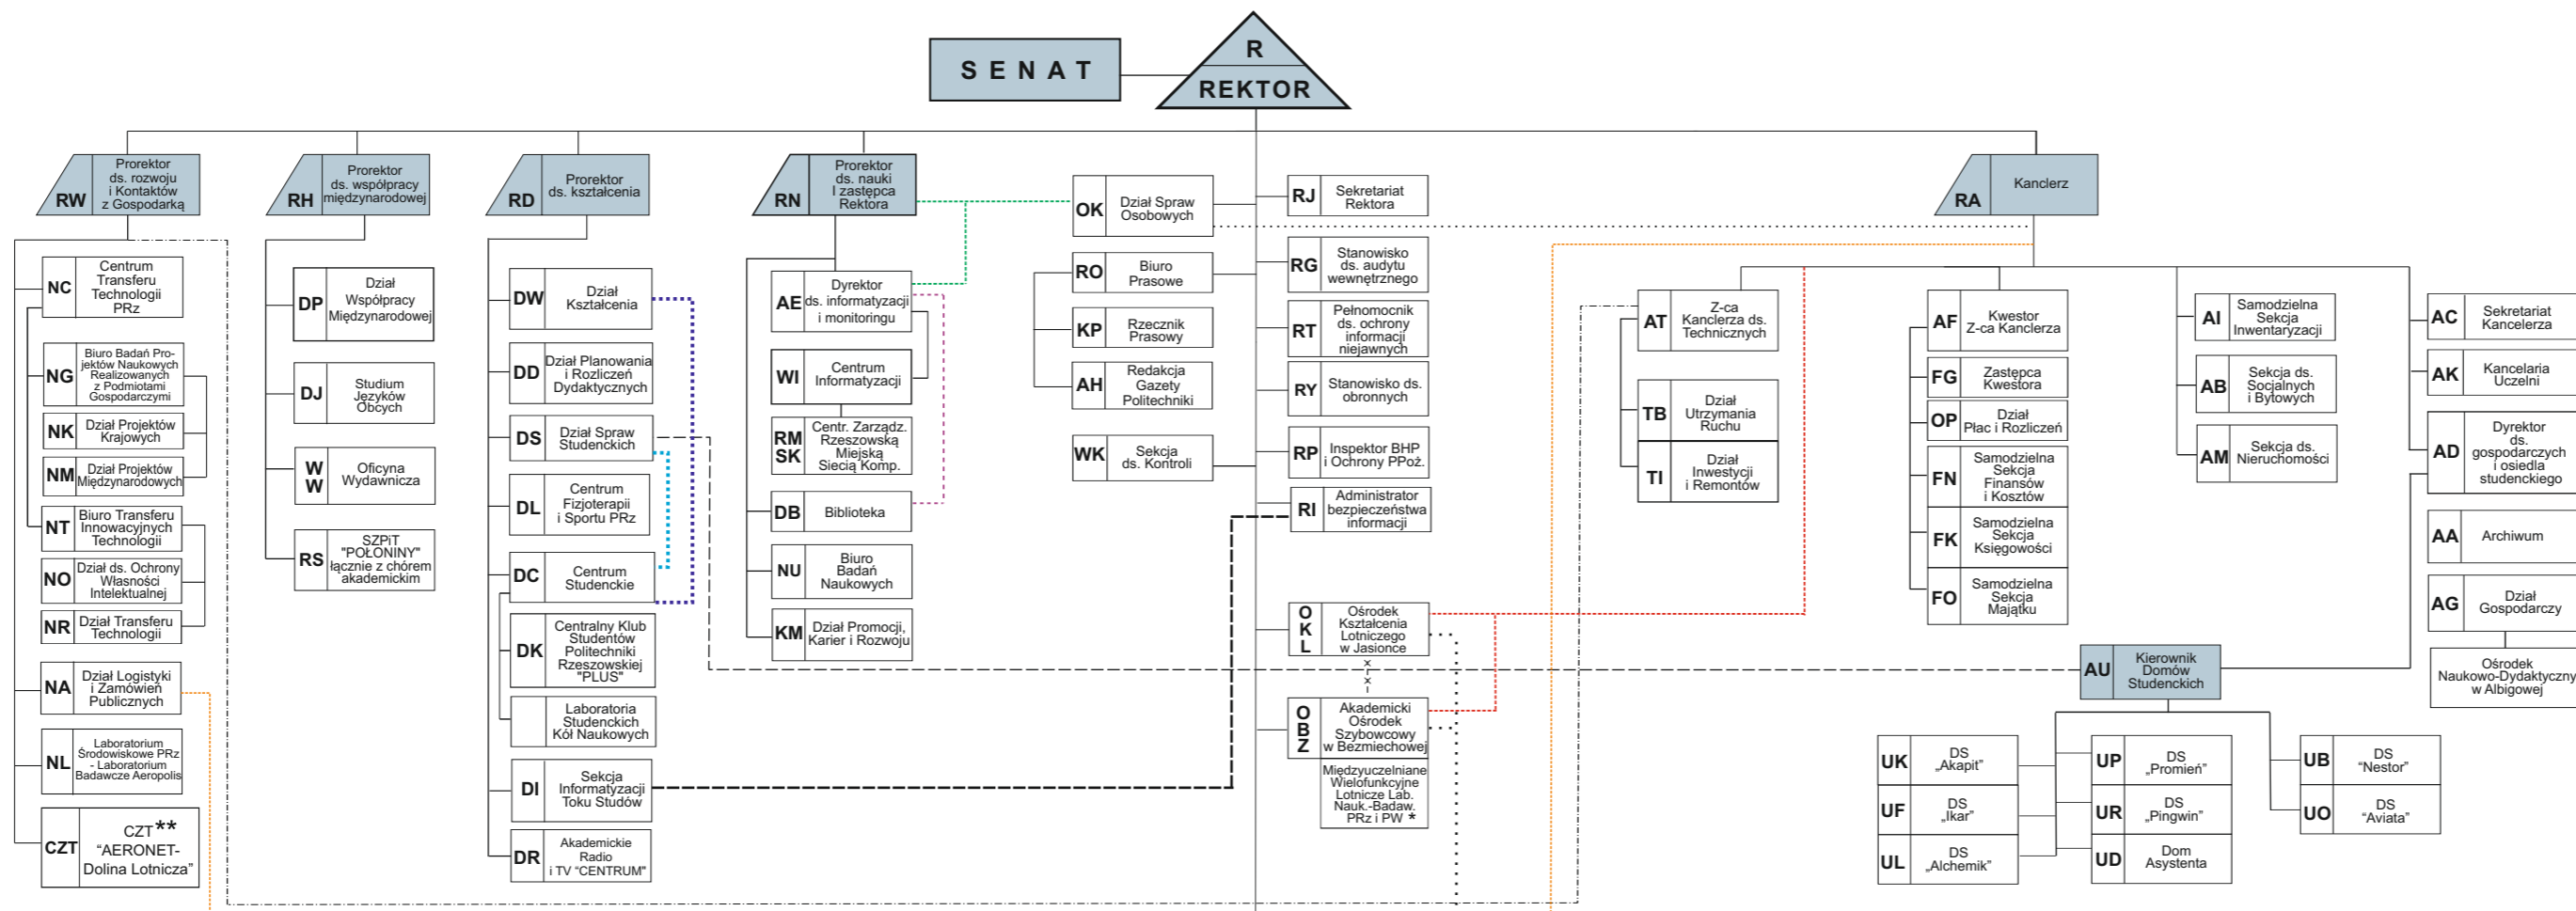 SENAT
R
REKTOR
RW
Prorektor
ds. rozwoju
i Kontaktów
z Gospodarką
RH
Prorektor
ds. współpracy
międzynarodowej
RD
Prorektor
ds. kształcenia
RN
Prorektor
ds. nauki
I zastępca
Rektora
RA
Kanclerz
NC
Centrum
Transferu
Technologii
PRz
NG
Biuro Badań Pro-
jektów Naukowych
Realizowanych
z Podmiotami
Gospodarczymi
NK
Dział Projektów
Krajowych
NM
Dział Projektów
Międzynarodowych
NT
Biuro Transferu
Innowacyjnych
Technologii
NO
Dział ds. Ochrony
Własności
Intelektualnej
NR
Dział Transferu
Technologii
NA
Dział Logistyki
i Zamówień
Publicznych
NL
Laboratorium
Środowiskowe PRz
- Laboratorium
Badawcze Aeropolis
CZT
CZT**
"AERONET-
Dolina Lotnicza"
DP
Dział
Współpracy
Międzynarodowej
DJ
Studium
Języków
Obcych
W
W
Oficyna
Wydawnicza
RS
SZPiT
"POŁONINY"
łącznie z chórem
akademickim
DW
Dział
Kształcenia
DD
Dział Planowania
i Rozliczeń
Dydaktycznych
DS
Dział Spraw
Studenckich
DL
Centrum
Fizjoterapii
i Sportu PRz
DC
Centrum
Studenckie
DK
Centralny Klub
Studentów
Politechniki
Rzeszowskiej
"PLUS"
Laboratoria
Studenckich
Kół Naukowych
DI
Sekcja
Informatyzacji
Toku Studów
DR
Akademickie
Radio
i TV "CENTRUM"
AE
Dyrektor
ds. informatyzacji
i monitoringu
WI
Centrum
Informatyzacji
RM
SK
Centr. Zarządz.
Rzeszowską
Miejską
Siecią Komp.
DB
Biblioteka
NU
Biuro
Badań
Naukowych
KM
Dział Promocji,
Karier i Rozwoju
OK
Dział Spraw
Osobowych
RO
Biuro
Prasowe
KP
Rzecznik
Prasowy
AH
Redakcja
Gazety
Politechniki
WK
Sekcja
ds. Kontroli
RJ
Sekretariat
Rektora
RG
Stanowisko
ds. audytu
wewnętrznego
RT
Pełnomocnik
ds. ochrony
informacji
niejawnych
RY
Stanowisko ds.
obronnych
RP
Inspektor BHP
i Ochrony PPoż.
RI
Administrator
bezpieczeństwa
informacji
O
K
L
Ośrodek
Kształcenia
Lotniczego
w Jasionce
O
B
Z
Akademicki
Ośrodek
Szybowcowy
w Bezmiechowej
Międzyuczelniane
Wielofunkcyjne
Lotnicze Lab.
Nauk.-Badaw.
PRz i PW *
AT
Z-ca
Kanclerza ds.
Technicznych
TB
Dział
Utrzymania
Ruchu
TI
Dział
Inwestycji
i Remontów
AF
Kwestor
Z-ca Kanclerza
FG
Zastępca
Kwestora
OP
Dział
Płac i Rozliczeń
FN
Samodzielna
Sekcja
Finansów
i Kosztów
FK
Samodzielna
Sekcja
Księgowości
FO
Samodzielna
Sekcja
Majątku
AI
Samodzielna
Sekcja
Inwentaryzacji
AB
Sekcja ds.
Socjalnych
i Bytowych
AM
Sekcja ds.
Nieruchomości
AC
Sekretariat
Kancelerza
AK
Kancelaria
Uczelni
AD
Dyrektor
ds.
gospodarczych
i osiedla
studenckiego
AA
Archiwum
AG
Dział
Gospodarczy
Ośrodek
Naukowo-Dydaktyczny
w Albigowej
AU
Kierownik
Domów
Studenckich
UK
DS
„Akapit”
UF
DS
„Ikar”
UL
DS
„Alchemik”
UP
DS
„Promień”
UR
DS
„Pingwin”
UD
Dom
Asystenta
UB
DS
“Nestor”
UO
DS
“Aviata”